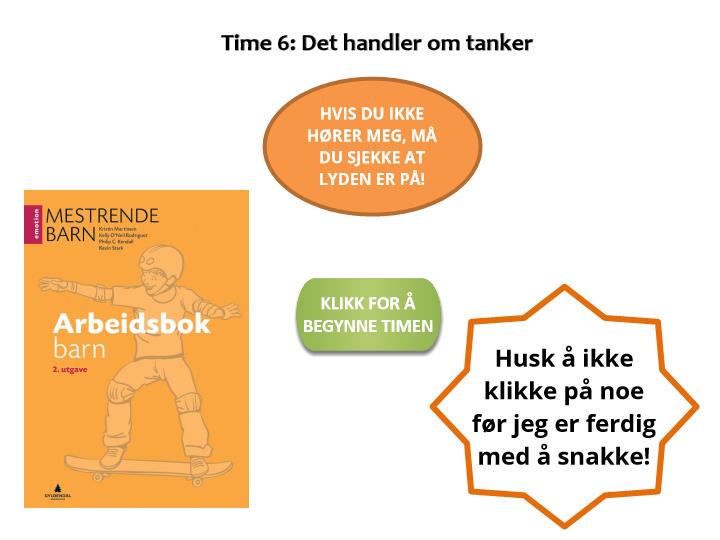 Time 6: Det handler om tanker
HVIS DU IKKE
HØRER MEG, MÅ
DU SJEKKE AT
LYDEN ER PÅ!
emotion
MESTRENDE
BARN
Kristin Martinsen
Kelly O'Neil Rodriguez
Philip C. Kendall
Kevin Stark
Arbeidsbok
barn
2. utgave
GYLDENDAL
KLIKK FOR Å
BEGYNNE TIMEN
Husk å ikke
klikke på noe
før jeg er ferdig
med å snakke!